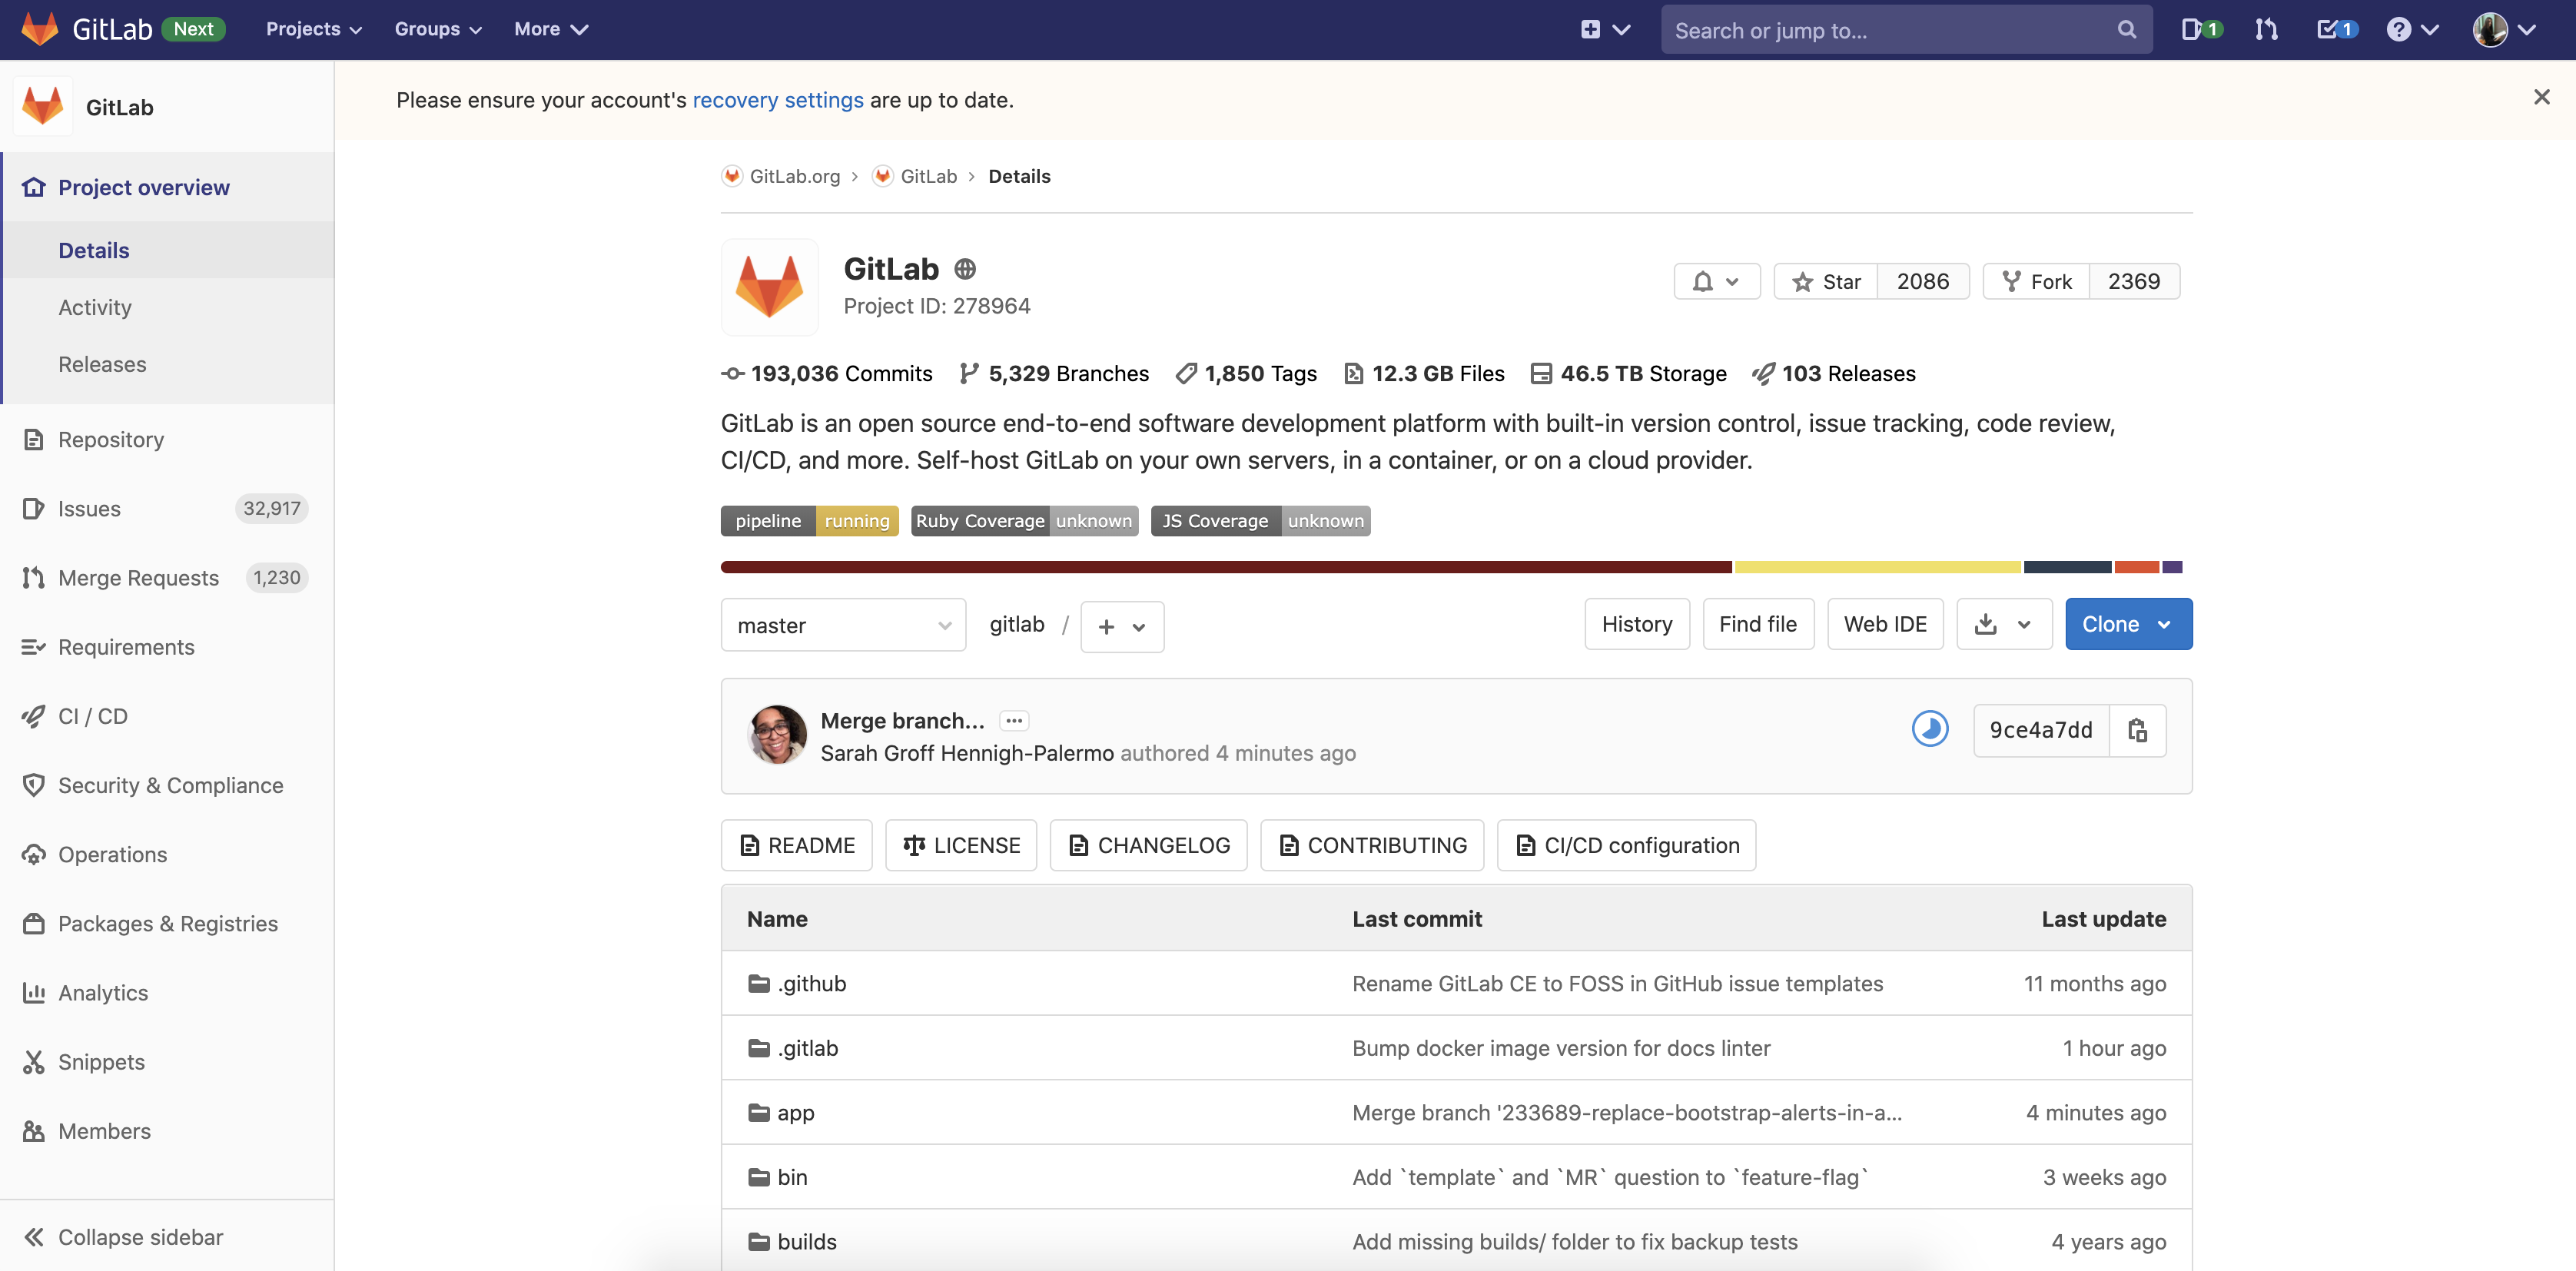 GitLab Next Projects Groups More Search or jump to... 1 1
GitLab
Please ensure your account's recovery settings are up to date.
Project overview
Details
Activity
Releases
Repository
Issues 32,917
Merge Requests 1,230
Requirements
CI / CD
Security & Compliance
Operations
Packages & Registries
Analytics
Snippets
Members
Collapse sidebar
GitLab.org > GitLab > Details
GitLab
Project ID: 278964
Star 2086 Fork 2369
193,036 Commits 5,329 Branches 1,850 Tags 12.3 GB Files 46.5 TB Storage 103 Releases
GitLab is an open source end-to-end software development platform with built-in version control, issue tracking, code review,
CI/CD, and more. Self-host GitLab on your own servers, in a container, or on a cloud provider.
pipeline running Ruby Coverage unknown JS Coverage unknown
master gitlab / + History Find file Web IDE Clone
Merge branch... ...
Sarah Groff Hennigh-Palermo authored 4 minutes ago
9ce4a7dd
README LICENSE CHANGELOG CONTRIBUTING CI/CD configuration
Name Last commit Last update
.github Rename GitLab CE to FOSS in GitHub issue templates 11 months ago
.gitlab Bump docker image version for docs linter 1 hour ago
app Merge branch '233689-replace-bootstrap-alerts-in-a... 4 minutes ago
bin Add `template` and `MR` question to `feature-flag` 3 weeks ago
builds Add missing builds/ folder to fix backup tests 4 years ago